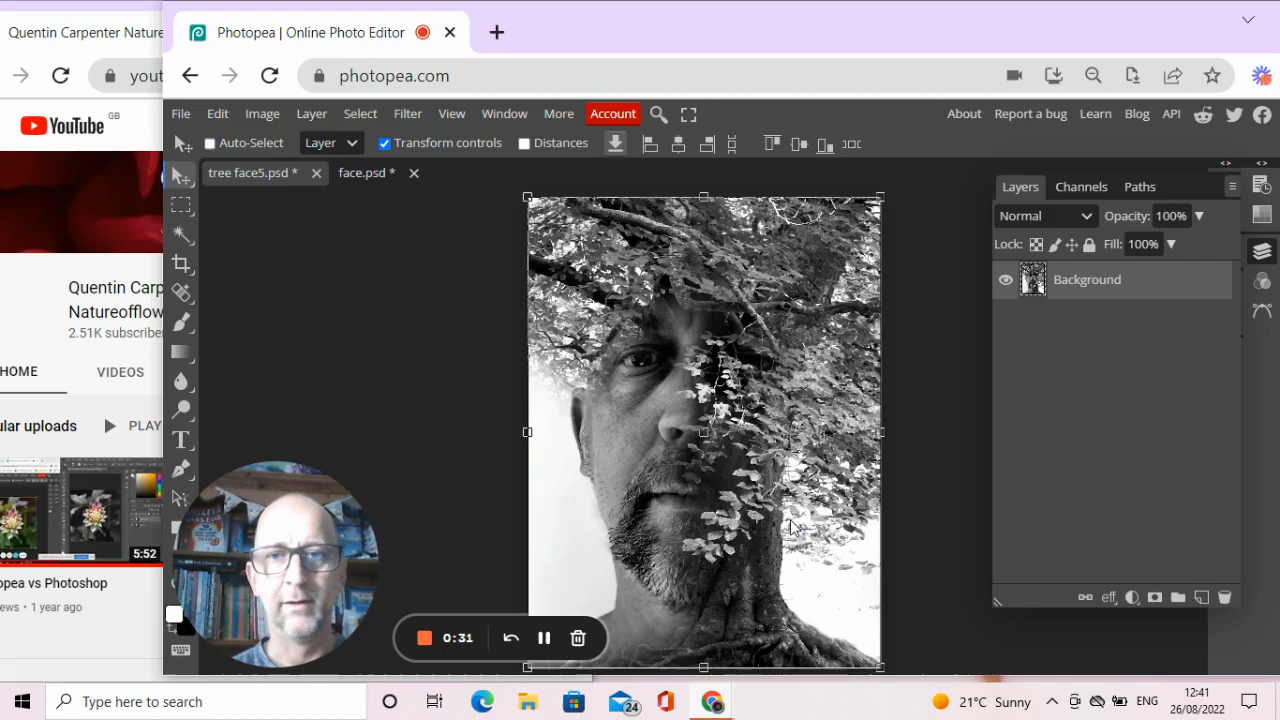 Quentin Carpenter Nature
Photopea | Online Photo Editor
yout
photopea.com
YouTube GB
File Edit Image Layer Select Filter View Window More Account
About Report a bug Learn Blog API
Auto-Select Layer Transform controls Distances
tree face5.psd * face.psd *
Layers Channels Paths
Normal Opacity: 100%
Lock: Fill: 100%
Background
Quentin Carp
Natureofflow
2.51K subscribe
HOME VIDEOS
ular uploads PLAY
5:52
opea vs Photoshop
ews • 1 year ago
0:31
eff
Type here to search
24
21°C Sunny
ENG
12:41
26/08/2022